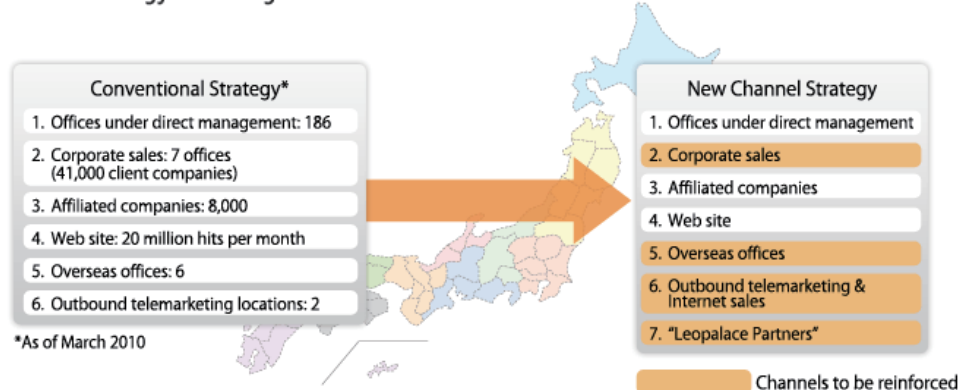 Conventional Strategy*
1. Offices under direct management: 186
2. Corporate sales: 7 offices
(41,000 client companies)
3. Affiliated companies: 8,000
4. Web site: 20 million hits per month
5. Overseas offices: 6
6. Outbound telemarketing locations: 2
*As of March 2010
New Channel Strategy
1. Offices under direct management
2. Corporate sales
3. Affiliated companies
4. Web site
5. Overseas offices
6. Outbound telemarketing &
Internet sales
7. “Leopalace Partners”
Channels to be reinforced